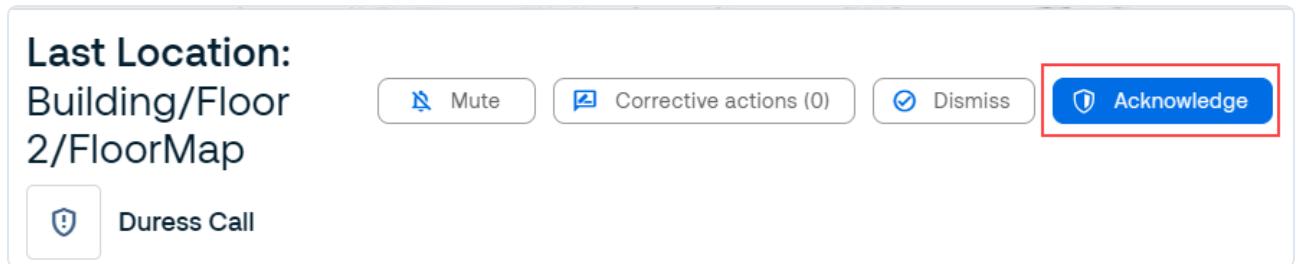 Last Location:
Building/Floor
2/FloorMap
Mute
Corrective actions (0)
Dismiss
Acknowledge
Duress Call